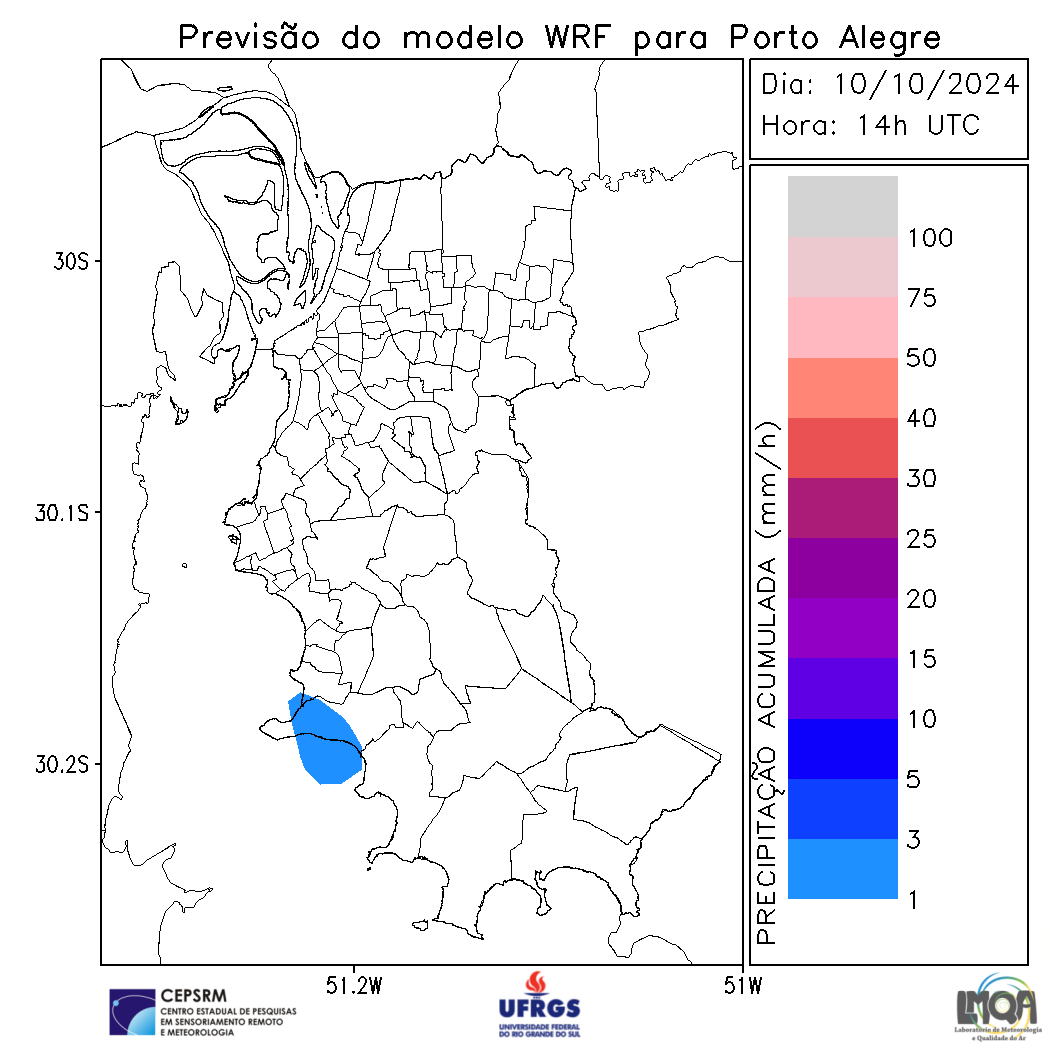 Previsão do modelo WRF para Porto Alegre
Dia: 10/10/2024
Hora: 14h UTC
30S
30.1S
30.2S
51.2W
51W
PRECIPITAÇÃO ACUMULADA (mm/h)
100
75
50
40
30
25
20
15
10
5
3
1
CEPSRM
CENTRO ESTADUAL DE PESQUISAS
EM SENSORIAMENTO REMOTO
E METEOROLOGIA
UFRGS
UNIVERSIDADE FEDERAL
DO RIO GRANDE DO SUL
LMQA
Laboratório de Meteorologia
e Qualidade do Ar